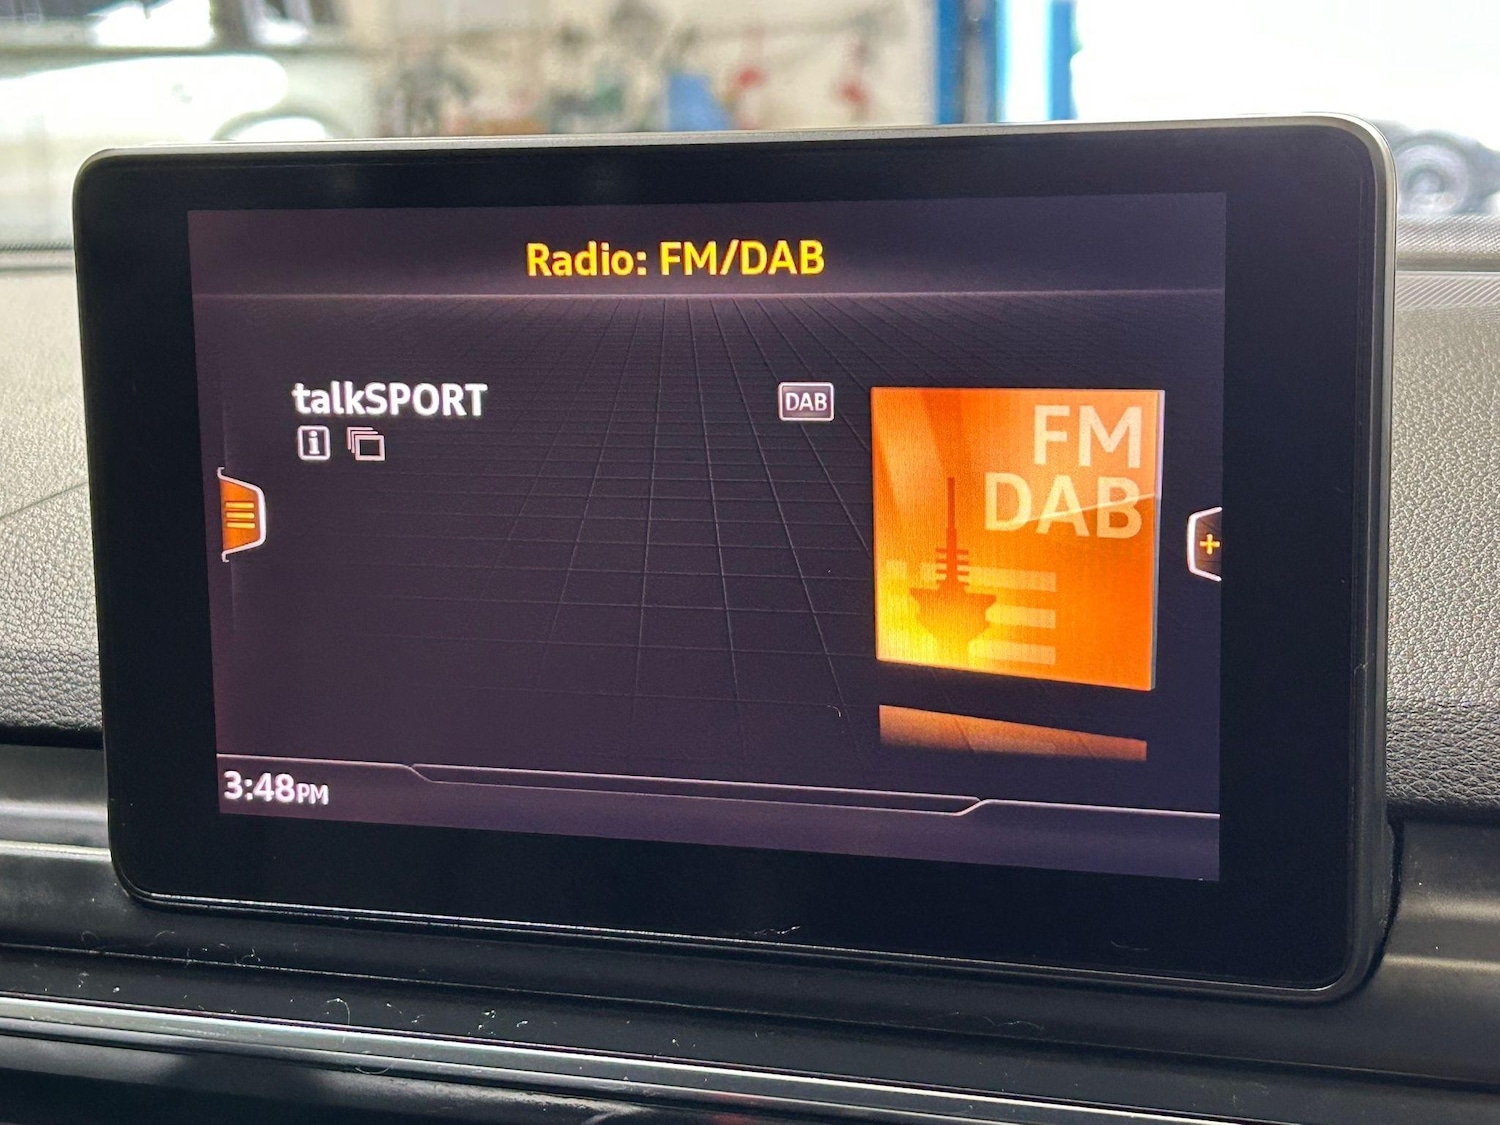 Radio: FM/DAB
talkSPORT
DAB
FM
DAB
3:48PM